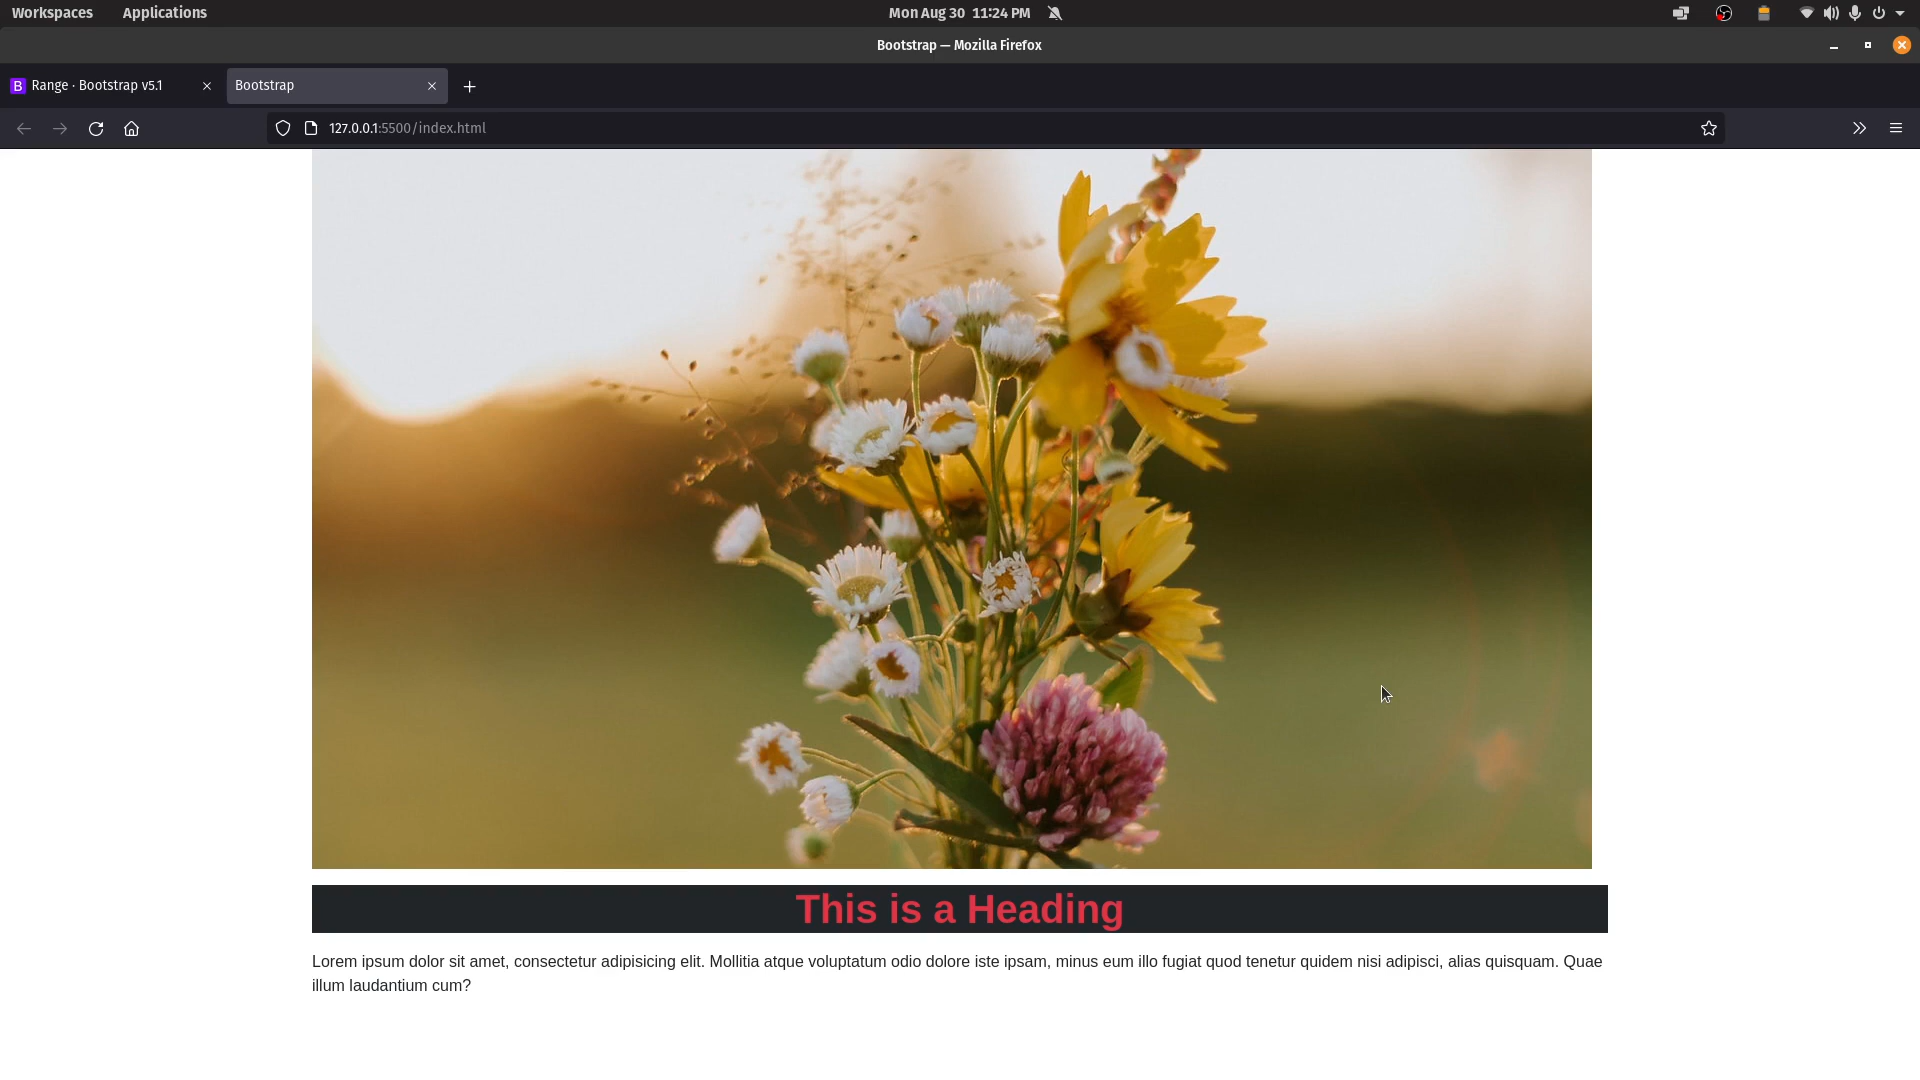 Workspaces Applications Mon Aug 30 11:24 PM
Bootstrap — Mozilla Firefox
B Range · Bootstrap v5.1 Bootstrap
127.0.0.1:5500/index.html
This is a Heading
Lorem ipsum dolor sit amet, consectetur adipisicing elit. Mollitia atque voluptatum odio dolore iste ipsam, minus eum illo fugiat quod tenetur quidem nisi adipisci, alias quisquam. Quae
illum laudantium cum?